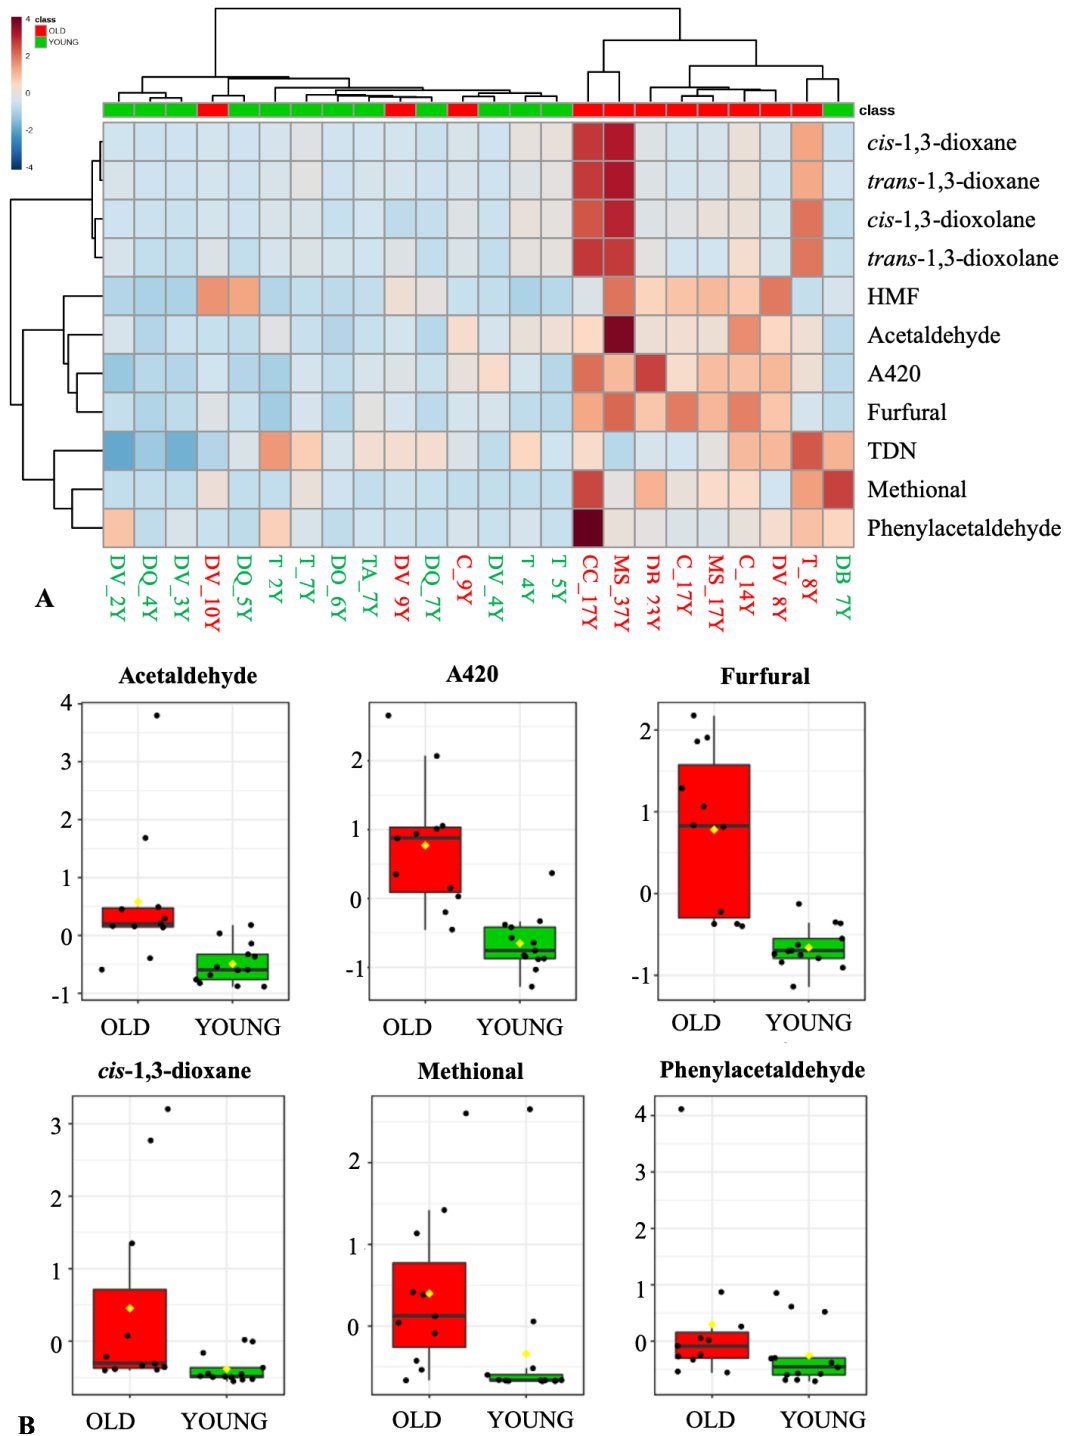 4
2
0
-2
-4
class
OLD
YOUNG
class
cis-1,3-dioxane
trans-1,3-dioxane
cis-1,3-dioxolane
trans-1,3-dioxolane
HMF
Acetaldehyde
A420
Furfural
TDN
Methional
Phenylacetaldehyde
DV_2Y
DQ_4Y
DV_3Y
DV_10Y
DQ_5Y
T_2Y
T_7Y
DO_6Y
TA_7Y
DV_9Y
DQ_7Y
C_9Y
DV_4Y
T_4Y
T_5Y
CC_17Y
MS_37Y
DB_23Y
C_17Y
MS_17Y
C_14Y
DV_8Y
T_8Y
DB_7Y
A
Acetaldehyde
4
3
2
1
0
-1
OLD YOUNG
A420
2
1
0
-1
OLD YOUNG
Furfural
2
1
0
-1
OLD YOUNG
cis-1,3-dioxane
3
2
1
0
OLD YOUNG
Methional
2
1
0
OLD YOUNG
Phenylacetaldehyde
4
3
2
1
0
OLD YOUNG
B